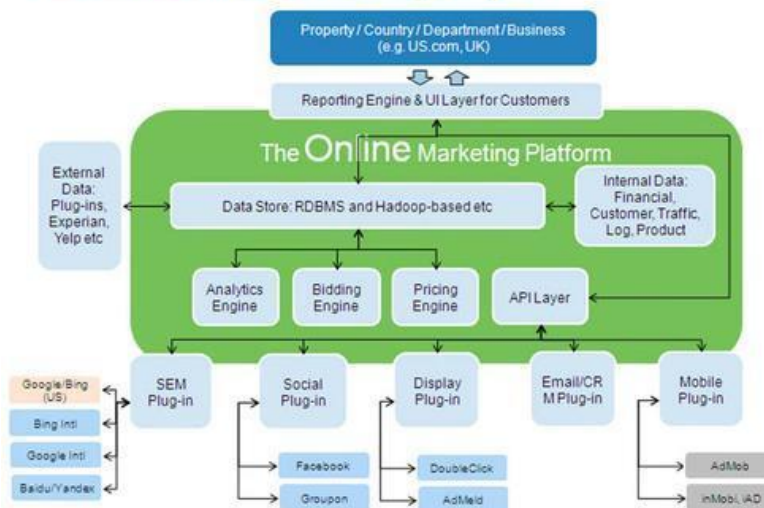 Property / Country / Department / Business
(e.g. US.com, UK)
Reporting Engine & UI Layer for Customers
The Online Marketing Platform
External
Data:
Plug-ins,
Experian,
Yelp etc
Data Store: RDBMS and Hadoop-based etc
Internal Data:
Financial,
Customer, Traffic,
Log, Product
Analytics
Engine
Bidding
Engine
Pricing
Engine
API Layer
SEM
Plug-in
Social
Plug-in
Display
Plug-in
Email/CR
M Plug-in
Mobile
Plug-in
Google/Bing
(US)
Bing Intl
Google Intl
Baidu/Yandex
Facebook
Groupon
DoubleClick
AdMeld
AdMob
InMobi, iAD